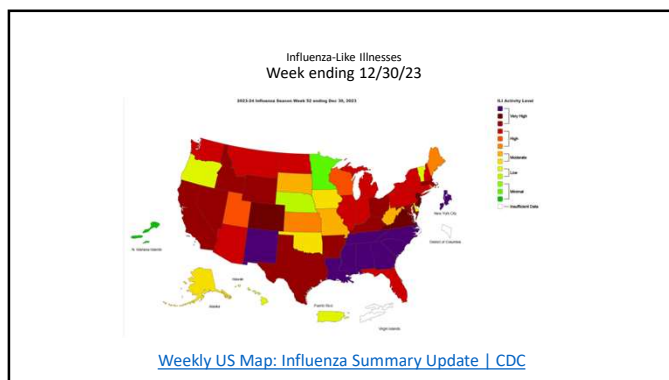 Influenza-Like Illnesses
Week ending 12/30/23
2023-24 Influenza Season Week 52 ending Dec 30, 2023
ILI Activity Level
Very High
High
Moderate
Low
Minimal
Insufficient Data
New York City
District of Columbia
N. Mariana Islands
Hawaii
Alaska
Puerto Rico
Virgin Islands
Weekly US Map: Influenza Summary Update | CDC